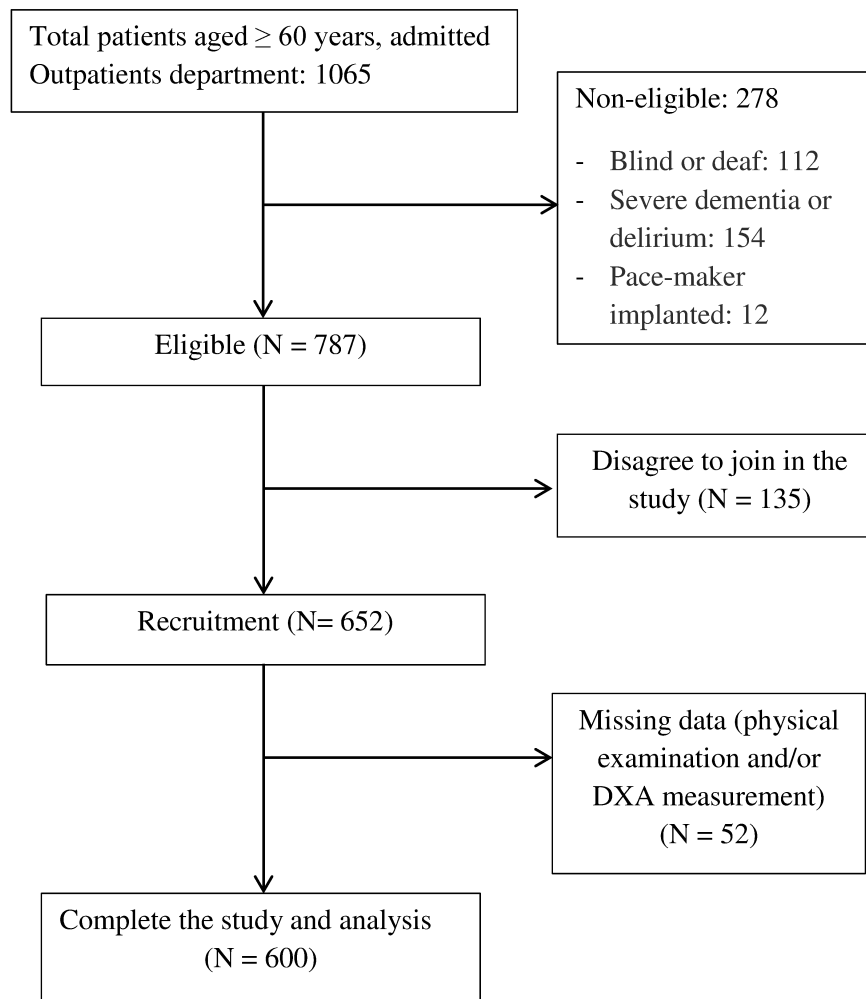 Total patients aged ≥ 60 years, admitted
Outpatients department: 1065
Non-eligible: 278
- Blind or deaf: 112
- Severe dementia or
delirium: 154
- Pace-maker
implanted: 12
Eligible (N = 787)
Disagree to join in the
study (N = 135)
Recruitment (N= 652)
Missing data (physical
examination and/or
DXA measurement)
(N = 52)
Complete the study and analysis
(N = 600)